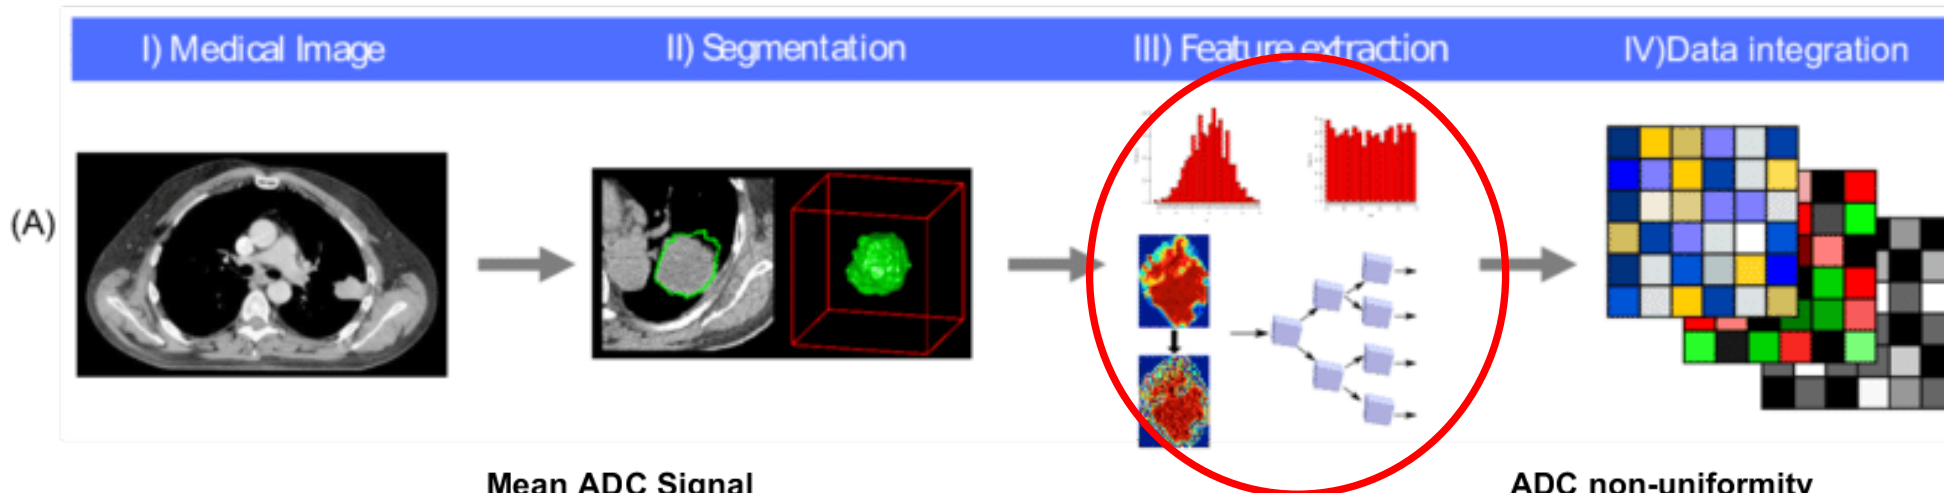 I) Medical Image
II) Segmentation
III) Feature extraction
IV)Data integration
(A)
Mean ADC Signal
ADC non-uniformity